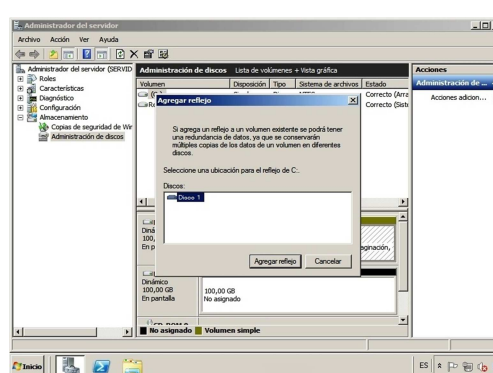 Administrador del servidor
Archivo Acción Ver Ayuda
Administrador del servidor (SERVID
Roles
Características
Diagnóstico
Configuración
Almacenamiento
Copias de seguridad de Wir
Administración de discos
Administración de discos Lista de volúmenes + Vista gráfica
Volumen Disposición Tipo Sistema de archivos Estado
Correcto (Arra
Correcto (Sist
Agregar reflejo
Si agrega un reflejo a un volumen existente se podrá tener
una redundancia de datos, ya que se conservarán
múltiples copias de los datos de un volumen en diferentes
discos.
Seleccione una ubicación para el reflejo de C:.
Discos:
Disco 1
Agregar reflejo Cancelar
Diná
100,
En p
aginación,
Dinámico
100,00 GB
En pantalla
100,00 GB
No asignado
CD-ROM 0
No asignado Volumen simple
Acciones
Administración de ...
Acciones adicion...
Inicio
ES